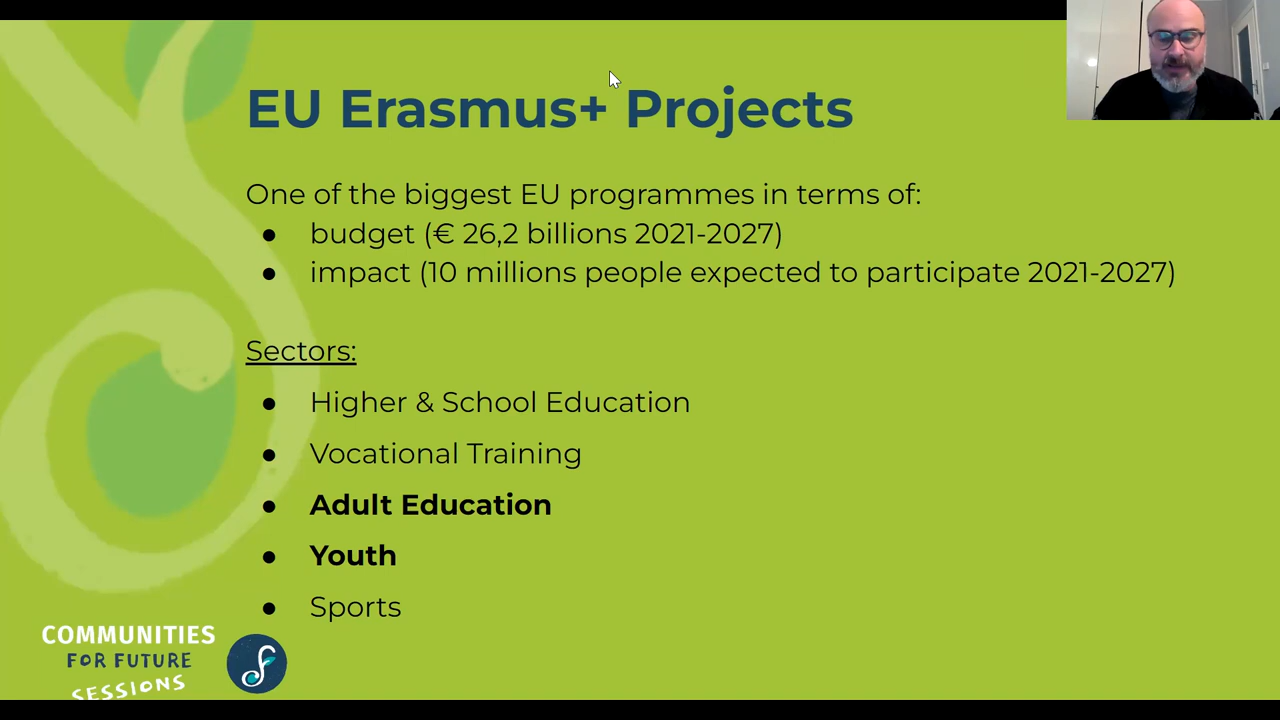 EU Erasmus+ Projects
One of the biggest EU programmes in terms of:
● budget (€ 26,2 billions 2021-2027)
● impact (10 millions people expected to participate 2021-2027)
Sectors:
● Higher & School Education
● Vocational Training
● Adult Education
● Youth
● Sports
COMMUNITIES
FOR FUTURE
SESSIONS